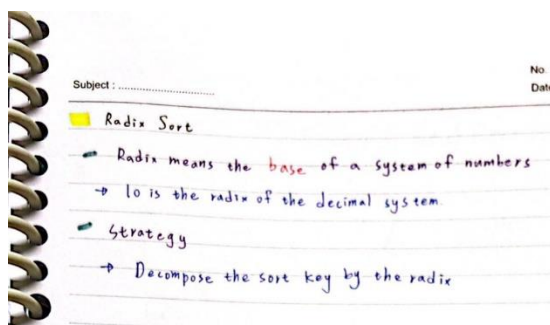 No.
Subject : ............................
Date
Radix Sort
Radix means the base of a system of numbers
→ 10 is the radix of the decimal system.
Strategy
→ Decompose the sort key by the radix